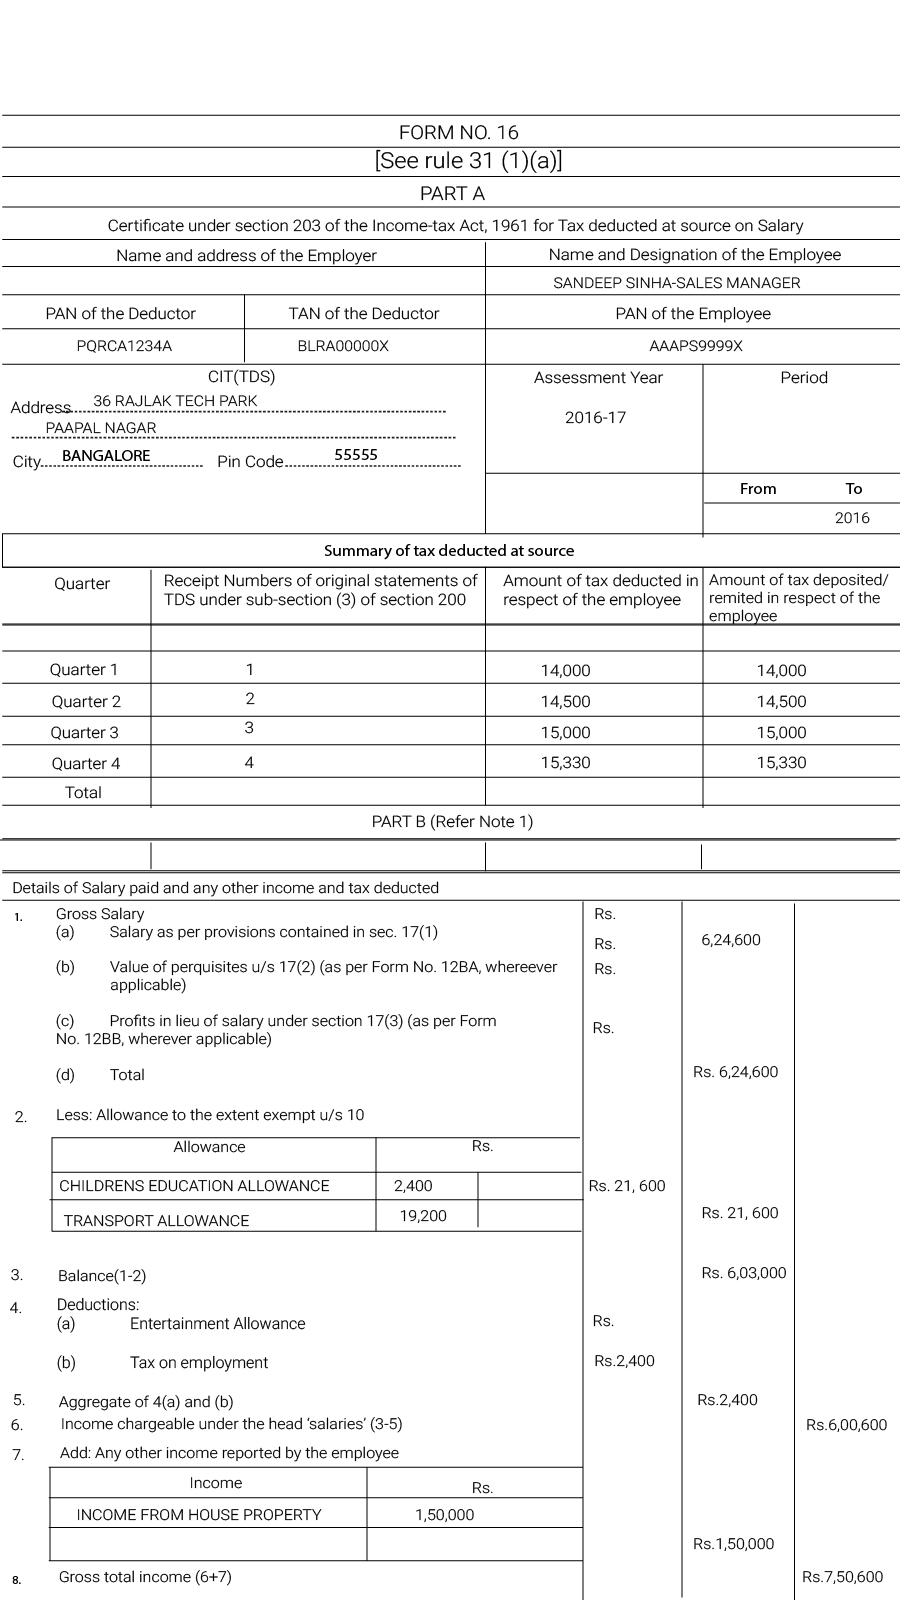 FORM NO. 16
[See rule 31 (1)(a)]
PART A
Certificate under section 203 of the Income-tax Act, 1961 for Tax deducted at source on Salary
Name and address of the Employer Name and Designation of the Employee
SANDEEP SINHA-SALES MANAGER
PAN of the Deductor TAN of the Deductor PAN of the Employee
PQRCA1234A BLRA00000X AAAPS9999X
CIT(TDS) Assessment Year Period
Address 36 RAJLAK TECH PARK
2016-17
PAAPAL NAGAR
City BANGALORE Pin Code 55555
From To
2016
Summary of tax deducted at source
Quarter Receipt Numbers of original statements of Amount of tax deducted in Amount of tax deposited/
TDS under sub-section (3) of section 200 respect of the employee remited in respect of the
employee
Quarter 1 1 14,000 14,000
Quarter 2 2 14,500 14,500
Quarter 3 3 15,000 15,000
Quarter 4 4 15,330 15,330
Total
PART B (Refer Note 1)
Details of Salary paid and any other income and tax deducted
1. Gross Salary Rs.
(a) Salary as per provisions contained in sec. 17(1) Rs. 6,24,600
(b) Value of perquisites u/s 17(2) (as per Form No. 12BA, whereever Rs.
applicable)
(c) Profits in lieu of salary under section 17(3) (as per Form Rs.
No. 12BB, wherever applicable)
(d) Total Rs. 6,24,600
2. Less: Allowance to the extent exempt u/s 10
Allowance Rs.
CHILDRENS EDUCATION ALLOWANCE 2,400 Rs. 21, 600
TRANSPORT ALLOWANCE 19,200 Rs. 21, 600
3. Balance(1-2) Rs. 6,03,000
4. Deductions:
(a) Entertainment Allowance Rs.
(b) Tax on employment Rs.2,400
5. Aggregate of 4(a) and (b) Rs.2,400
6. Income chargeable under the head ‘salaries’ (3-5) Rs.6,00,600
7. Add: Any other income reported by the employee
Income Rs.
INCOME FROM HOUSE PROPERTY 1,50,000
Rs.1,50,000
8. Gross total income (6+7) Rs.7,50,600